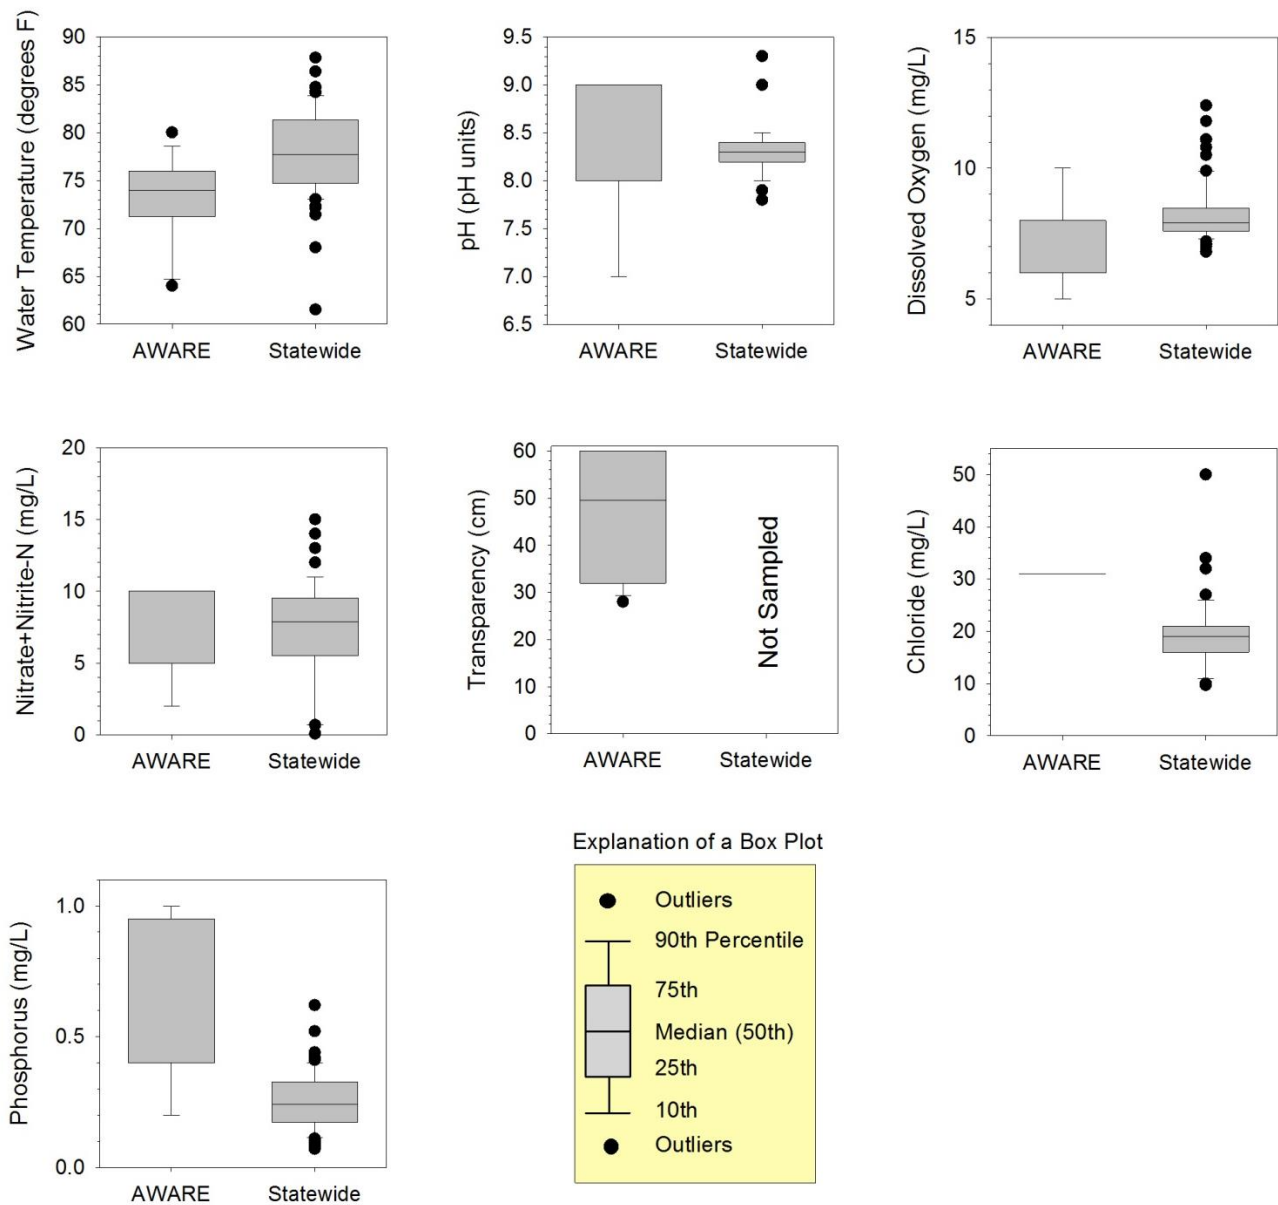 Water Temperature (degrees F)
90
85
80
75
70
65
60
AWARE Statewide
pH (pH units)
9.5
9.0
8.5
8.0
7.5
7.0
6.5
AWARE Statewide
Dissolved Oxygen (mg/L)
15
10
5
AWARE Statewide
Nitrate+Nitrite-N (mg/L)
20
15
10
5
0
AWARE Statewide
Transparency (cm)
60
50
40
30
20
10
0
Not Sampled
AWARE Statewide
Chloride (mg/L)
50
40
30
20
10
0
AWARE Statewide
Phosphorus (mg/L)
1.0
0.5
0.0
AWARE Statewide
Explanation of a Box Plot
Outliers
90th Percentile
75th
Median (50th)
25th
10th
Outliers